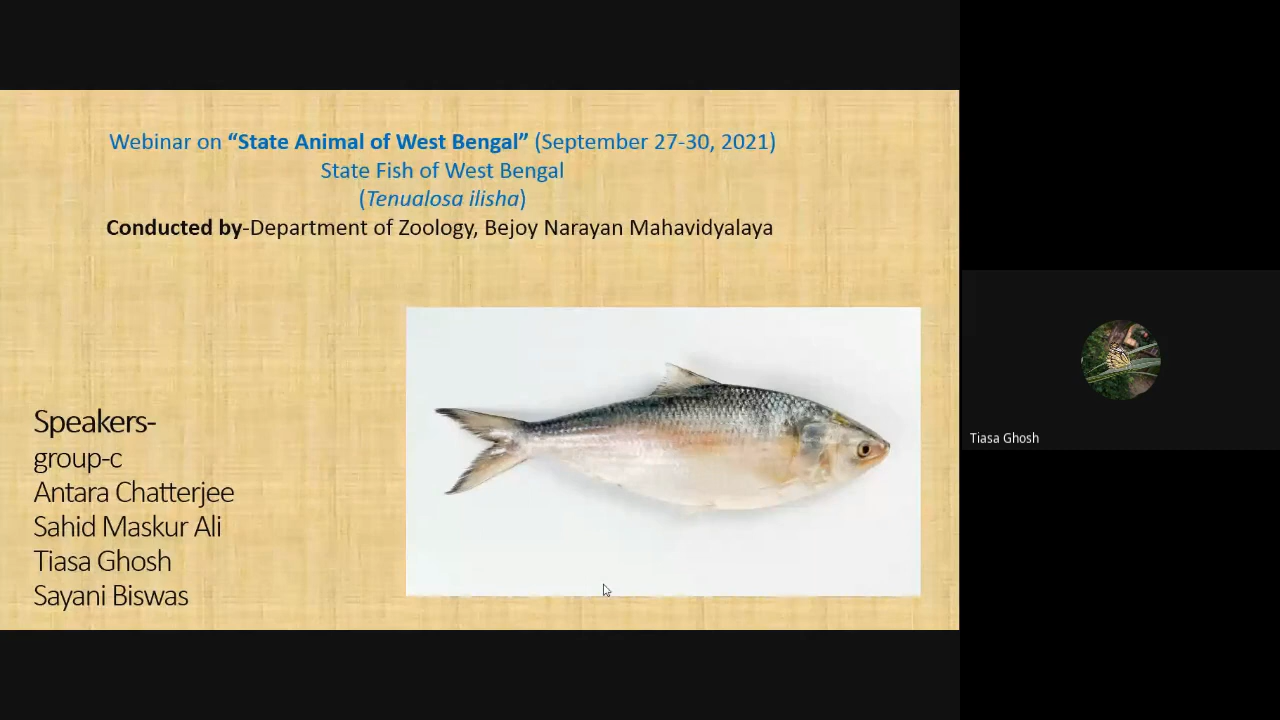 Webinar on “State Animal of West Bengal” (September 27-30, 2021)
State Fish of West Bengal
(Tenualosa ilisha)
Conducted by-Department of Zoology, Bejoy Narayan Mahavidyalaya
Speakers-
group-c
Antara Chatterjee
Sahid Maskur Ali
Tiasa Ghosh
Sayani Biswas
Tiasa Ghosh